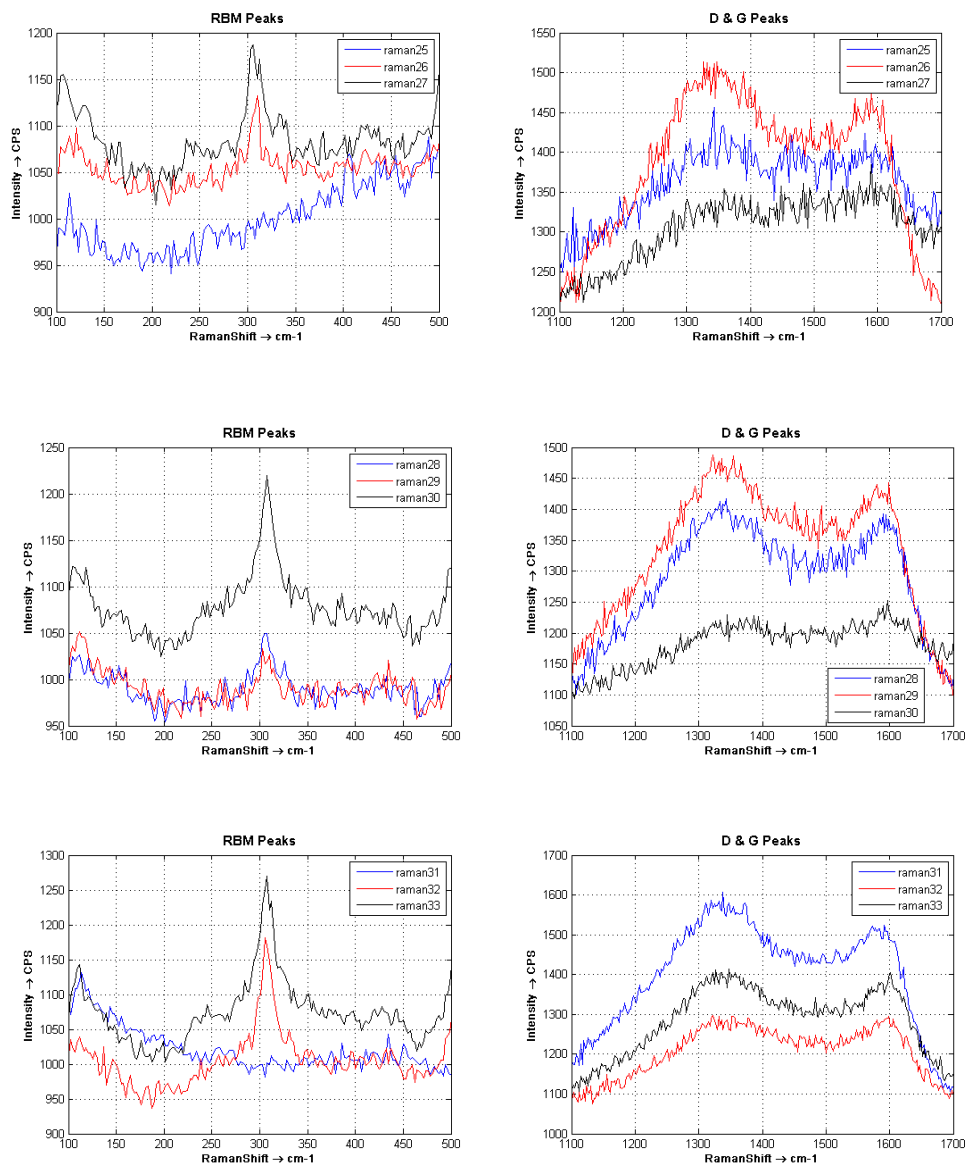 RBM Peaks
1200
1150
1100
1050
1000
950
900
100 150 200 250 300 350 400 450 500
Intensity → CPS
RamanShift → cm-1
raman25
raman26
raman27
D & G Peaks
1550
1500
1450
1400
1350
1300
1250
1200
1100 1200 1300 1400 1500 1600 1700
Intensity → CPS
RamanShift → cm-1
raman25
raman26
raman27
RBM Peaks
1250
1200
1150
1100
1050
1000
950
100 150 200 250 300 350 400 450 500
Intensity → CPS
RamanShift → cm-1
raman28
raman29
raman30
D & G Peaks
1500
1450
1400
1350
1300
1250
1200
1150
1100
1050
1100 1200 1300 1400 1500 1600 1700
Intensity → CPS
RamanShift → cm-1
raman28
raman29
raman30
RBM Peaks
1300
1250
1200
1150
1100
1050
1000
950
900
100 150 200 250 300 350 400 450 500
Intensity → CPS
RamanShift → cm-1
raman31
raman32
raman33
D & G Peaks
1700
1600
1500
1400
1300
1200
1100
1000
1100 1200 1300 1400 1500 1600 1700
Intensity → CPS
RamanShift → cm-1
raman31
raman32
raman33